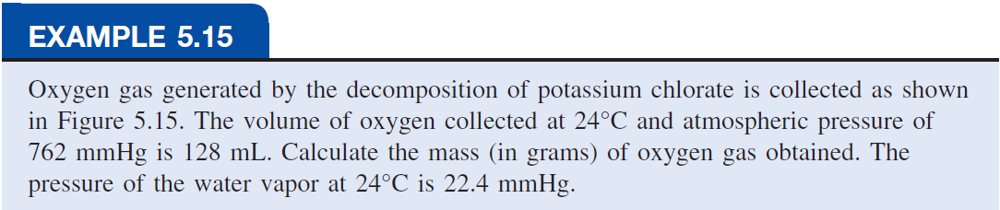 EXAMPLE 5.15
Oxygen gas generated by the decomposition of potassium chlorate is collected as shown
in Figure 5.15. The volume of oxygen collected at 24°C and atmospheric pressure of
762 mmHg is 128 mL. Calculate the mass (in grams) of oxygen gas obtained. The
pressure of the water vapor at 24°C is 22.4 mmHg.